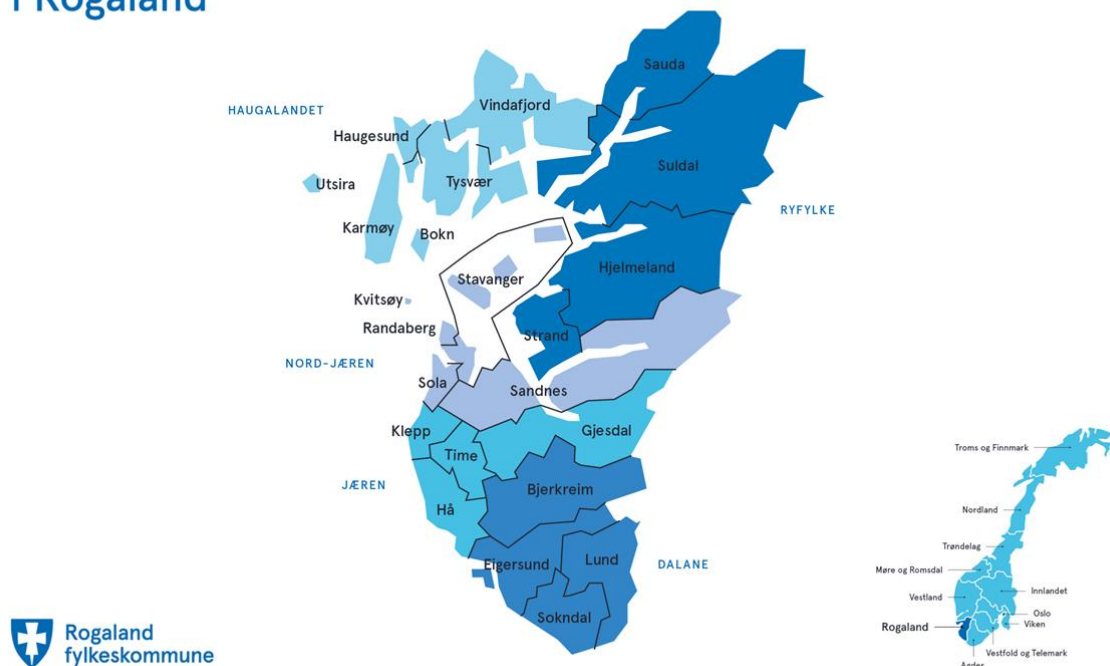 i Rogaland
Sauda
HAUGALANDET
Vindafjord
Haugesund
Suldal
Utsira
Tysvær
RYFYLKE
Karmøy
Bokn
Hjelmeland
Stavanger
Kvitsøy
Randaberg
Strand
NORD-JÆREN
Sola
Sandnes
Klepp
Gjesdal
Time
JÆREN
Bjerkreim
Hå
Eigersund
Lund
DALANE
Sokndal
Troms og Finnmark
Nordland
Trøndelag
Møre og Romsdal
Innlandet
Vestland
Oslo
Viken
Rogaland
Vestfold og Telemark
Agder
Rogaland
fylkeskommune